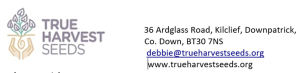 TRUE
HARVEST
SEEDS
36 Ardglass Road, Kilclief, Downpatrick,
Co. Down, BT30 7NS
debbie@trueharvestseeds.org
www.trueharvestseeds.org